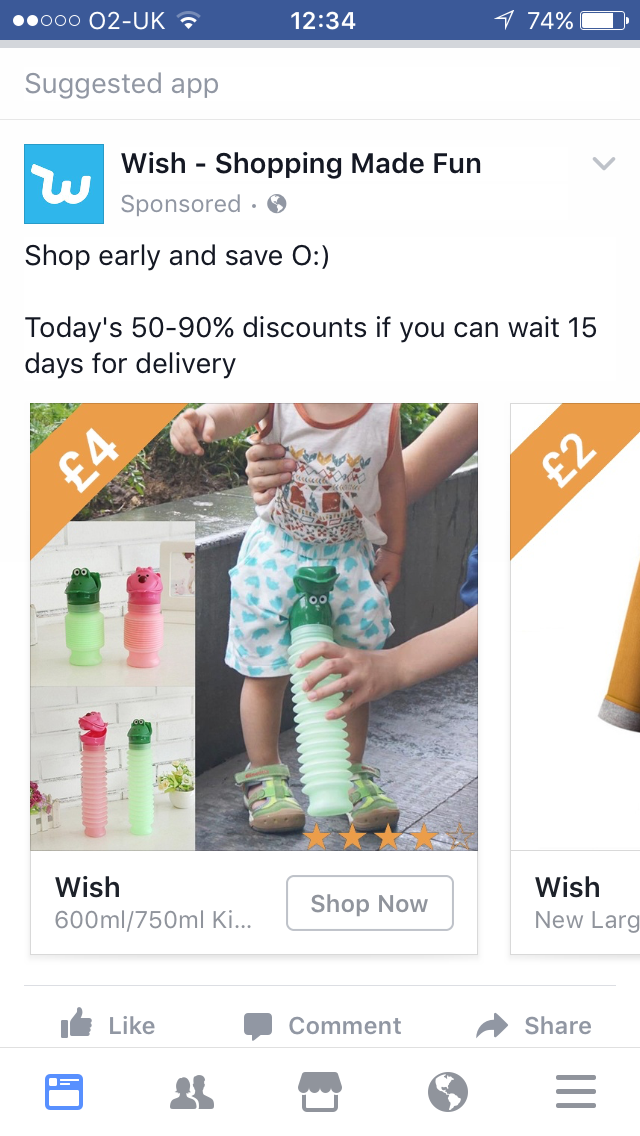 O2-UK 12:34 74%
Suggested app
Wish - Shopping Made Fun
Sponsored ·
Shop early and save O:)
Today's 50-90% discounts if you can wait 15
days for delivery
£4
£2
Wish
600ml/750ml Ki...
Shop Now
Wish
New Larg
Like Comment Share